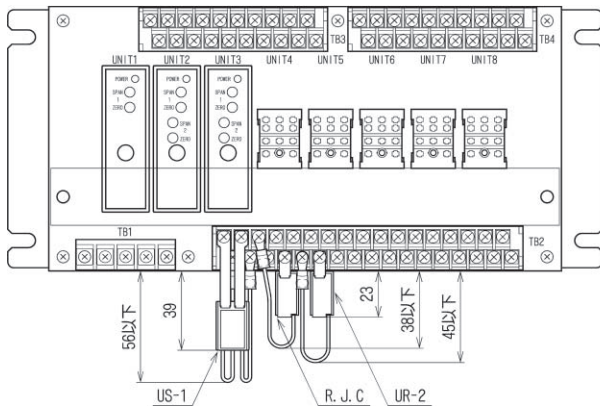 TB3
TB4
UNIT1 UNIT2 UNIT3 UNIT4 UNIT5 UNIT6 UNIT7 UNIT8
POWER POWER POWER
SPAN SPAN SPAN
1 1 1
ZERO ZERO ZERO
SPAN SPAN
2 2
ZERO ZERO
TB1
TB2
56以下
39
23
38以下
45以下
US-1
R.J.C
UR-2